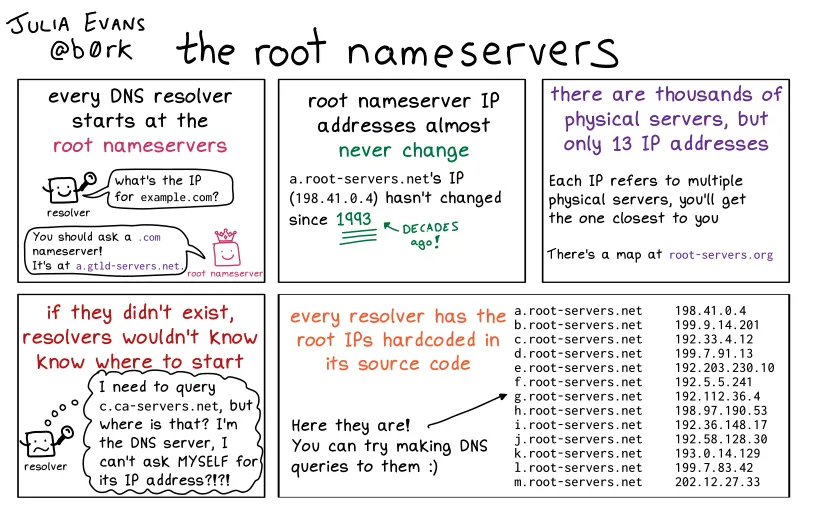 JULIA EVANS
@b0rk
the root nameservers
every DNS resolver
starts at the
root nameservers
what's the IP
for example.com?
resolver
You should ask a .com
nameserver!
It's at a.gtld-servers.net.
root nameserver
root nameserver IP
addresses almost
never change
a.root-servers.net's IP
(198.41.0.4) hasn't changed
since 1993
DECADES
ago!
there are thousands of
physical servers, but
only 13 IP addresses
Each IP refers to multiple
physical servers, you'll get
the one closest to you
There's a map at root-servers.org
if they didn't exist,
resolvers wouldn't know
know where to start
I need to query
c.ca-servers.net, but
where is that? I'm
the DNS server, I
can't ask MYSELF for
its IP address?!?!
resolver
every resolver has the
root IPs hardcoded in
its source code
Here they are!
You can try making DNS
queries to them :)
a.root-servers.net 198.41.0.4
b.root-servers.net 199.9.14.201
c.root-servers.net 192.33.4.12
d.root-servers.net 199.7.91.13
e.root-servers.net 192.203.230.10
f.root-servers.net 192.5.5.241
g.root-servers.net 192.112.36.4
h.root-servers.net 198.97.190.53
i.root-servers.net 192.36.148.17
j.root-servers.net 192.58.128.30
k.root-servers.net 193.0.14.129
l.root-servers.net 199.7.83.42
m.root-servers.net 202.12.27.33